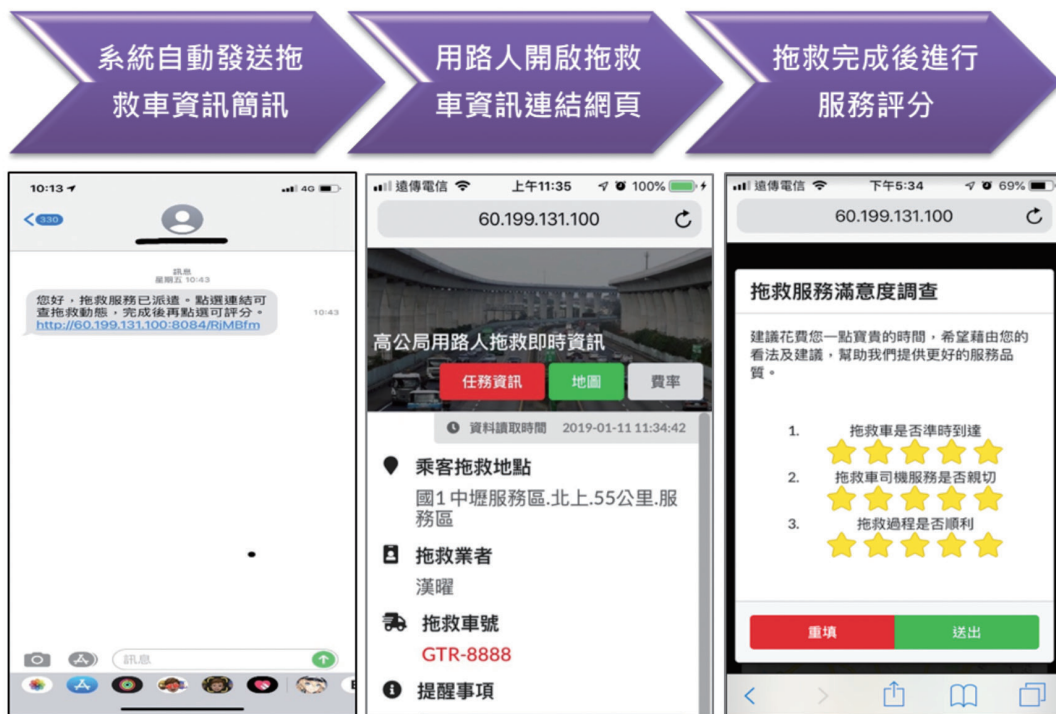 系統自動發送拖
救車資訊簡訊
用路人開啟拖救
車資訊連結網頁
拖救完成後進行
服務評分
10:13
4G
330
訊息
星期五 10:43
您好，拖救服務已派遣。點選連結可
查拖救動態，完成後再點選可評分。
http://60.199.131.100:8084/RjMBfm
10:43
訊息
遠傳電信
上午11:35
100%
60.199.131.100
高公局用路人拖救即時資訊
任務資訊
地圖
費率
資料讀取時間 2019-01-11 11:34:42
乘客拖救地點
國1中壢服務區.北上.55公里.服
務區
拖救業者
漢曜
拖救車號
GTR-8888
提醒事項
遠傳電信
下午5:34
69%
60.199.131.100
拖救服務滿意度調查
建議花費您一點寶貴的時間，希望藉由您的
看法及建議，幫助我們提供更好的服務品
質。
1. 拖救車是否準時到達
2. 拖救車司機服務是否親切
3. 拖救過程是否順利
重填
送出